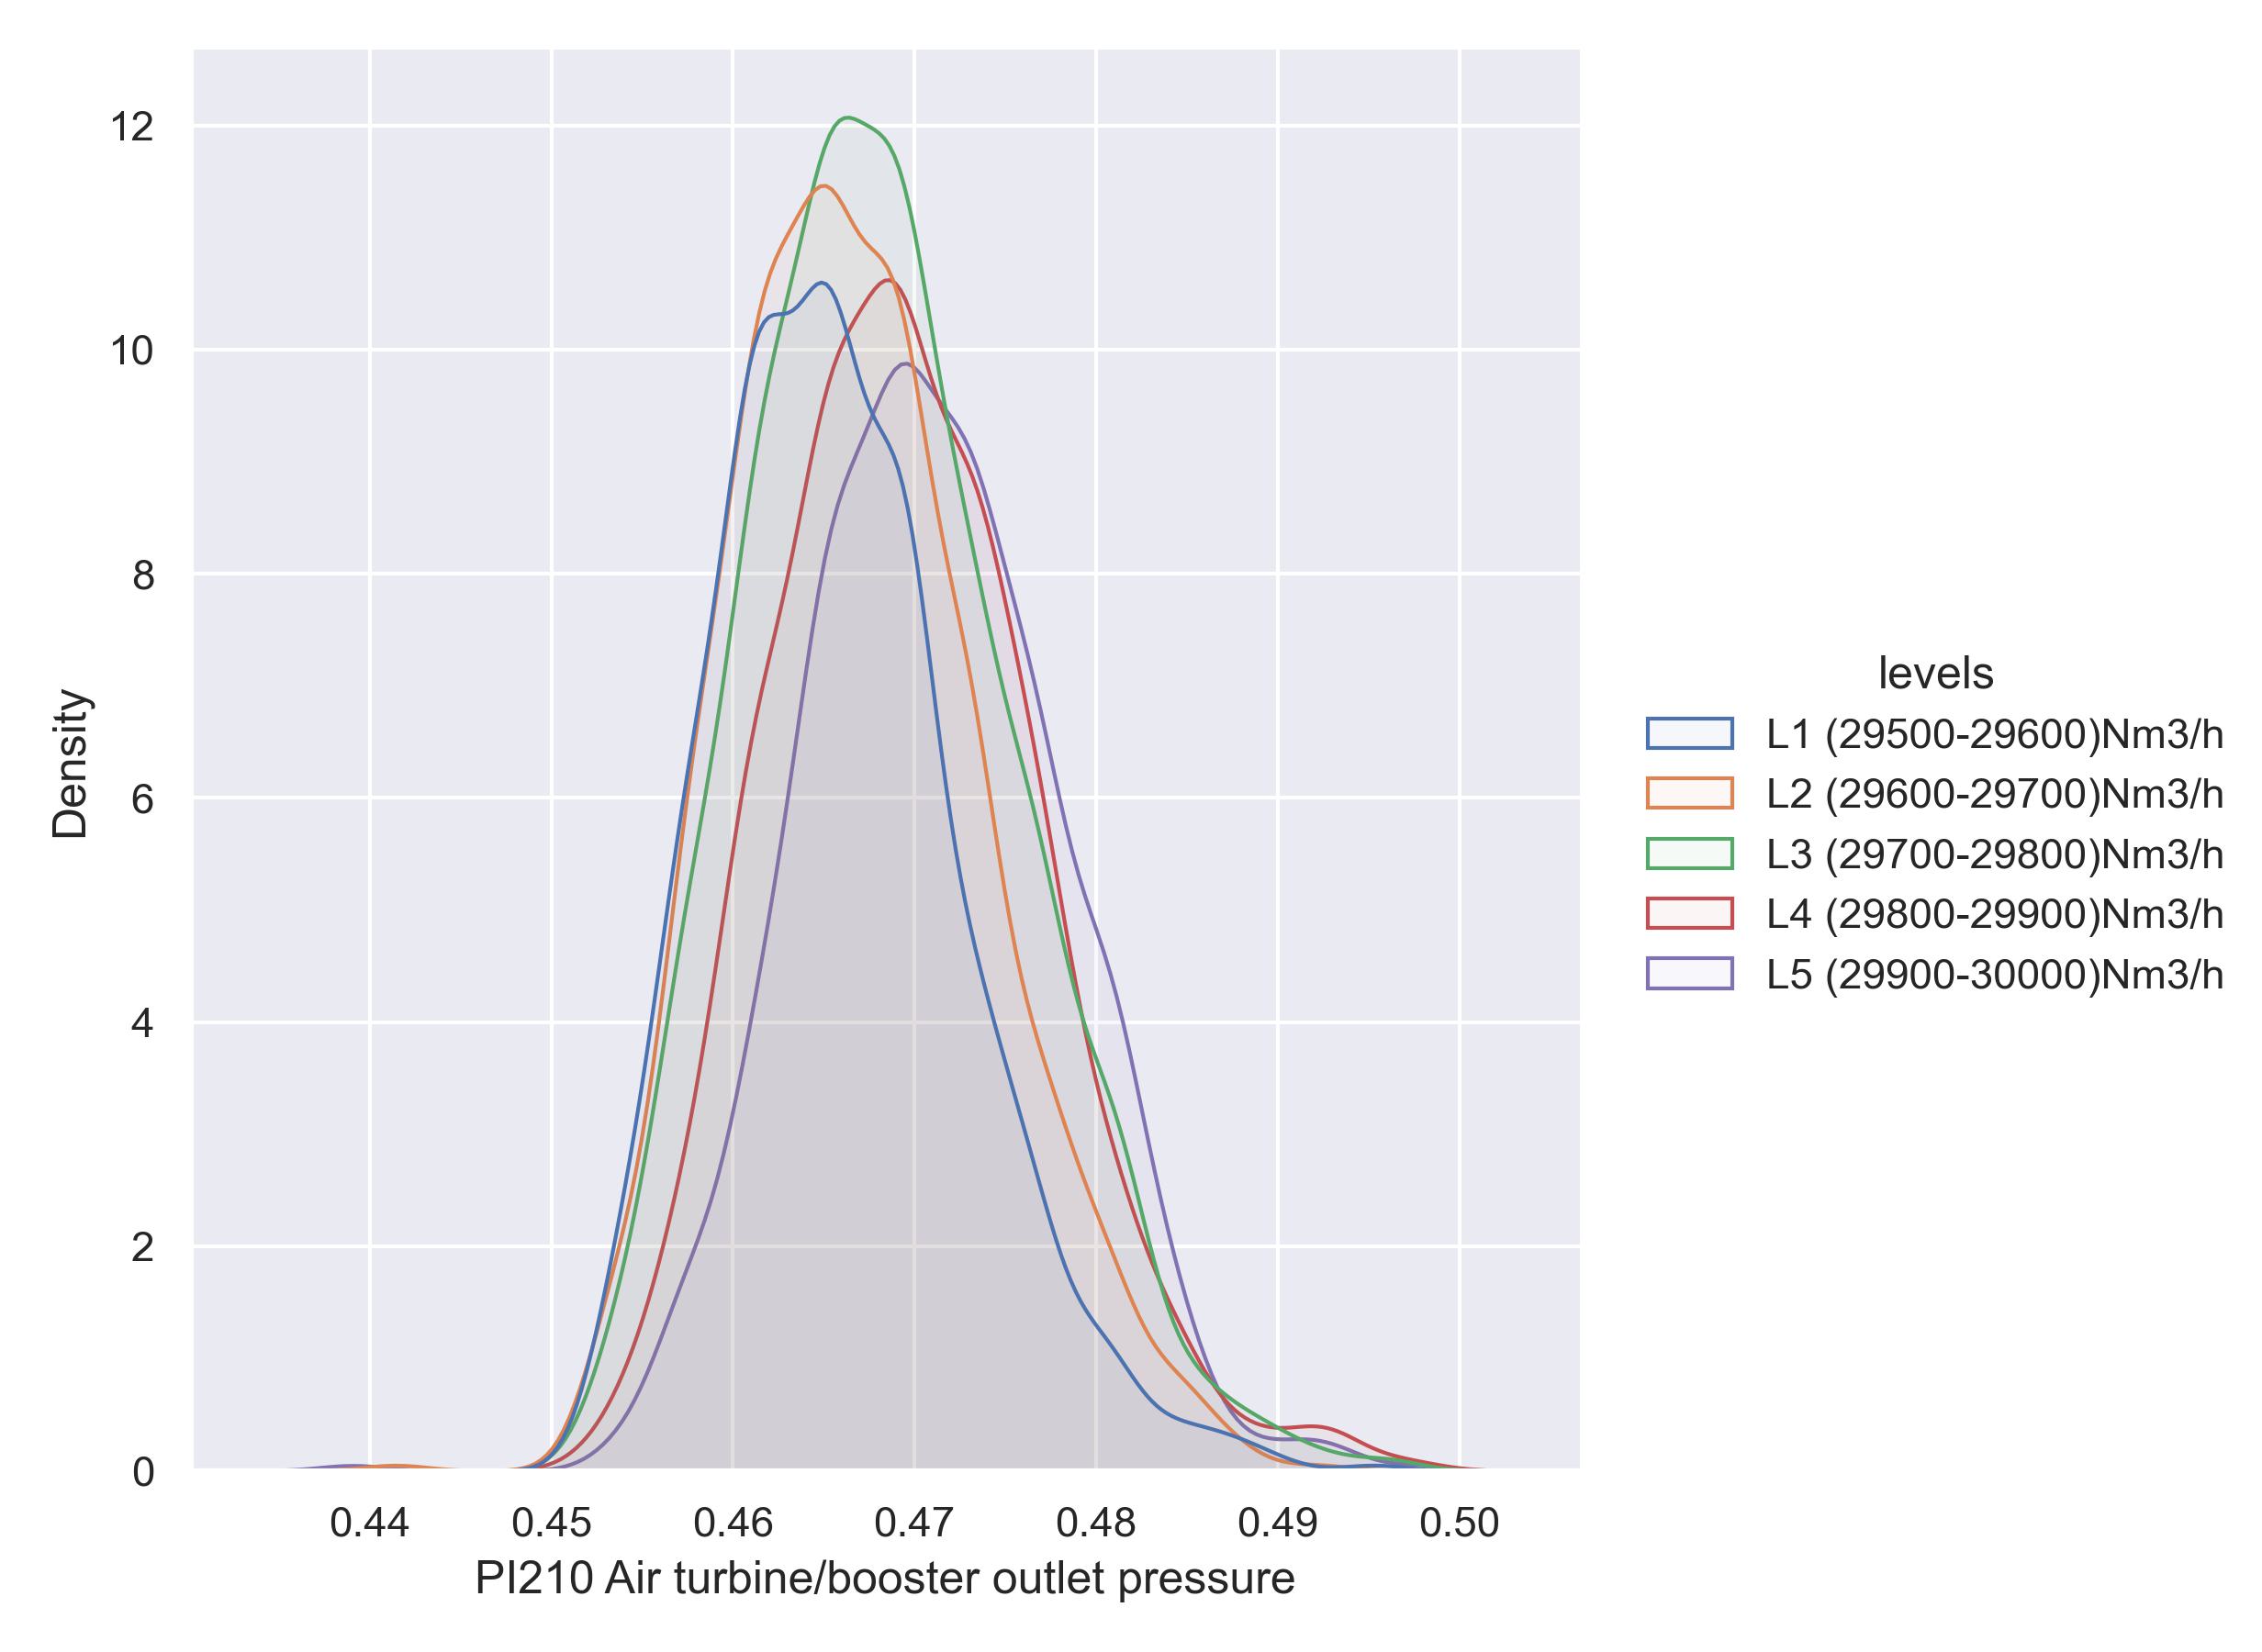 12
10
8
6
4
2
0
Density
0.44 0.45 0.46 0.47 0.48 0.49 0.50
PI210 Air turbine/booster outlet pressure
levels
L1 (29500-29600)Nm3/h
L2 (29600-29700)Nm3/h
L3 (29700-29800)Nm3/h
L4 (29800-29900)Nm3/h
L5 (29900-30000)Nm3/h